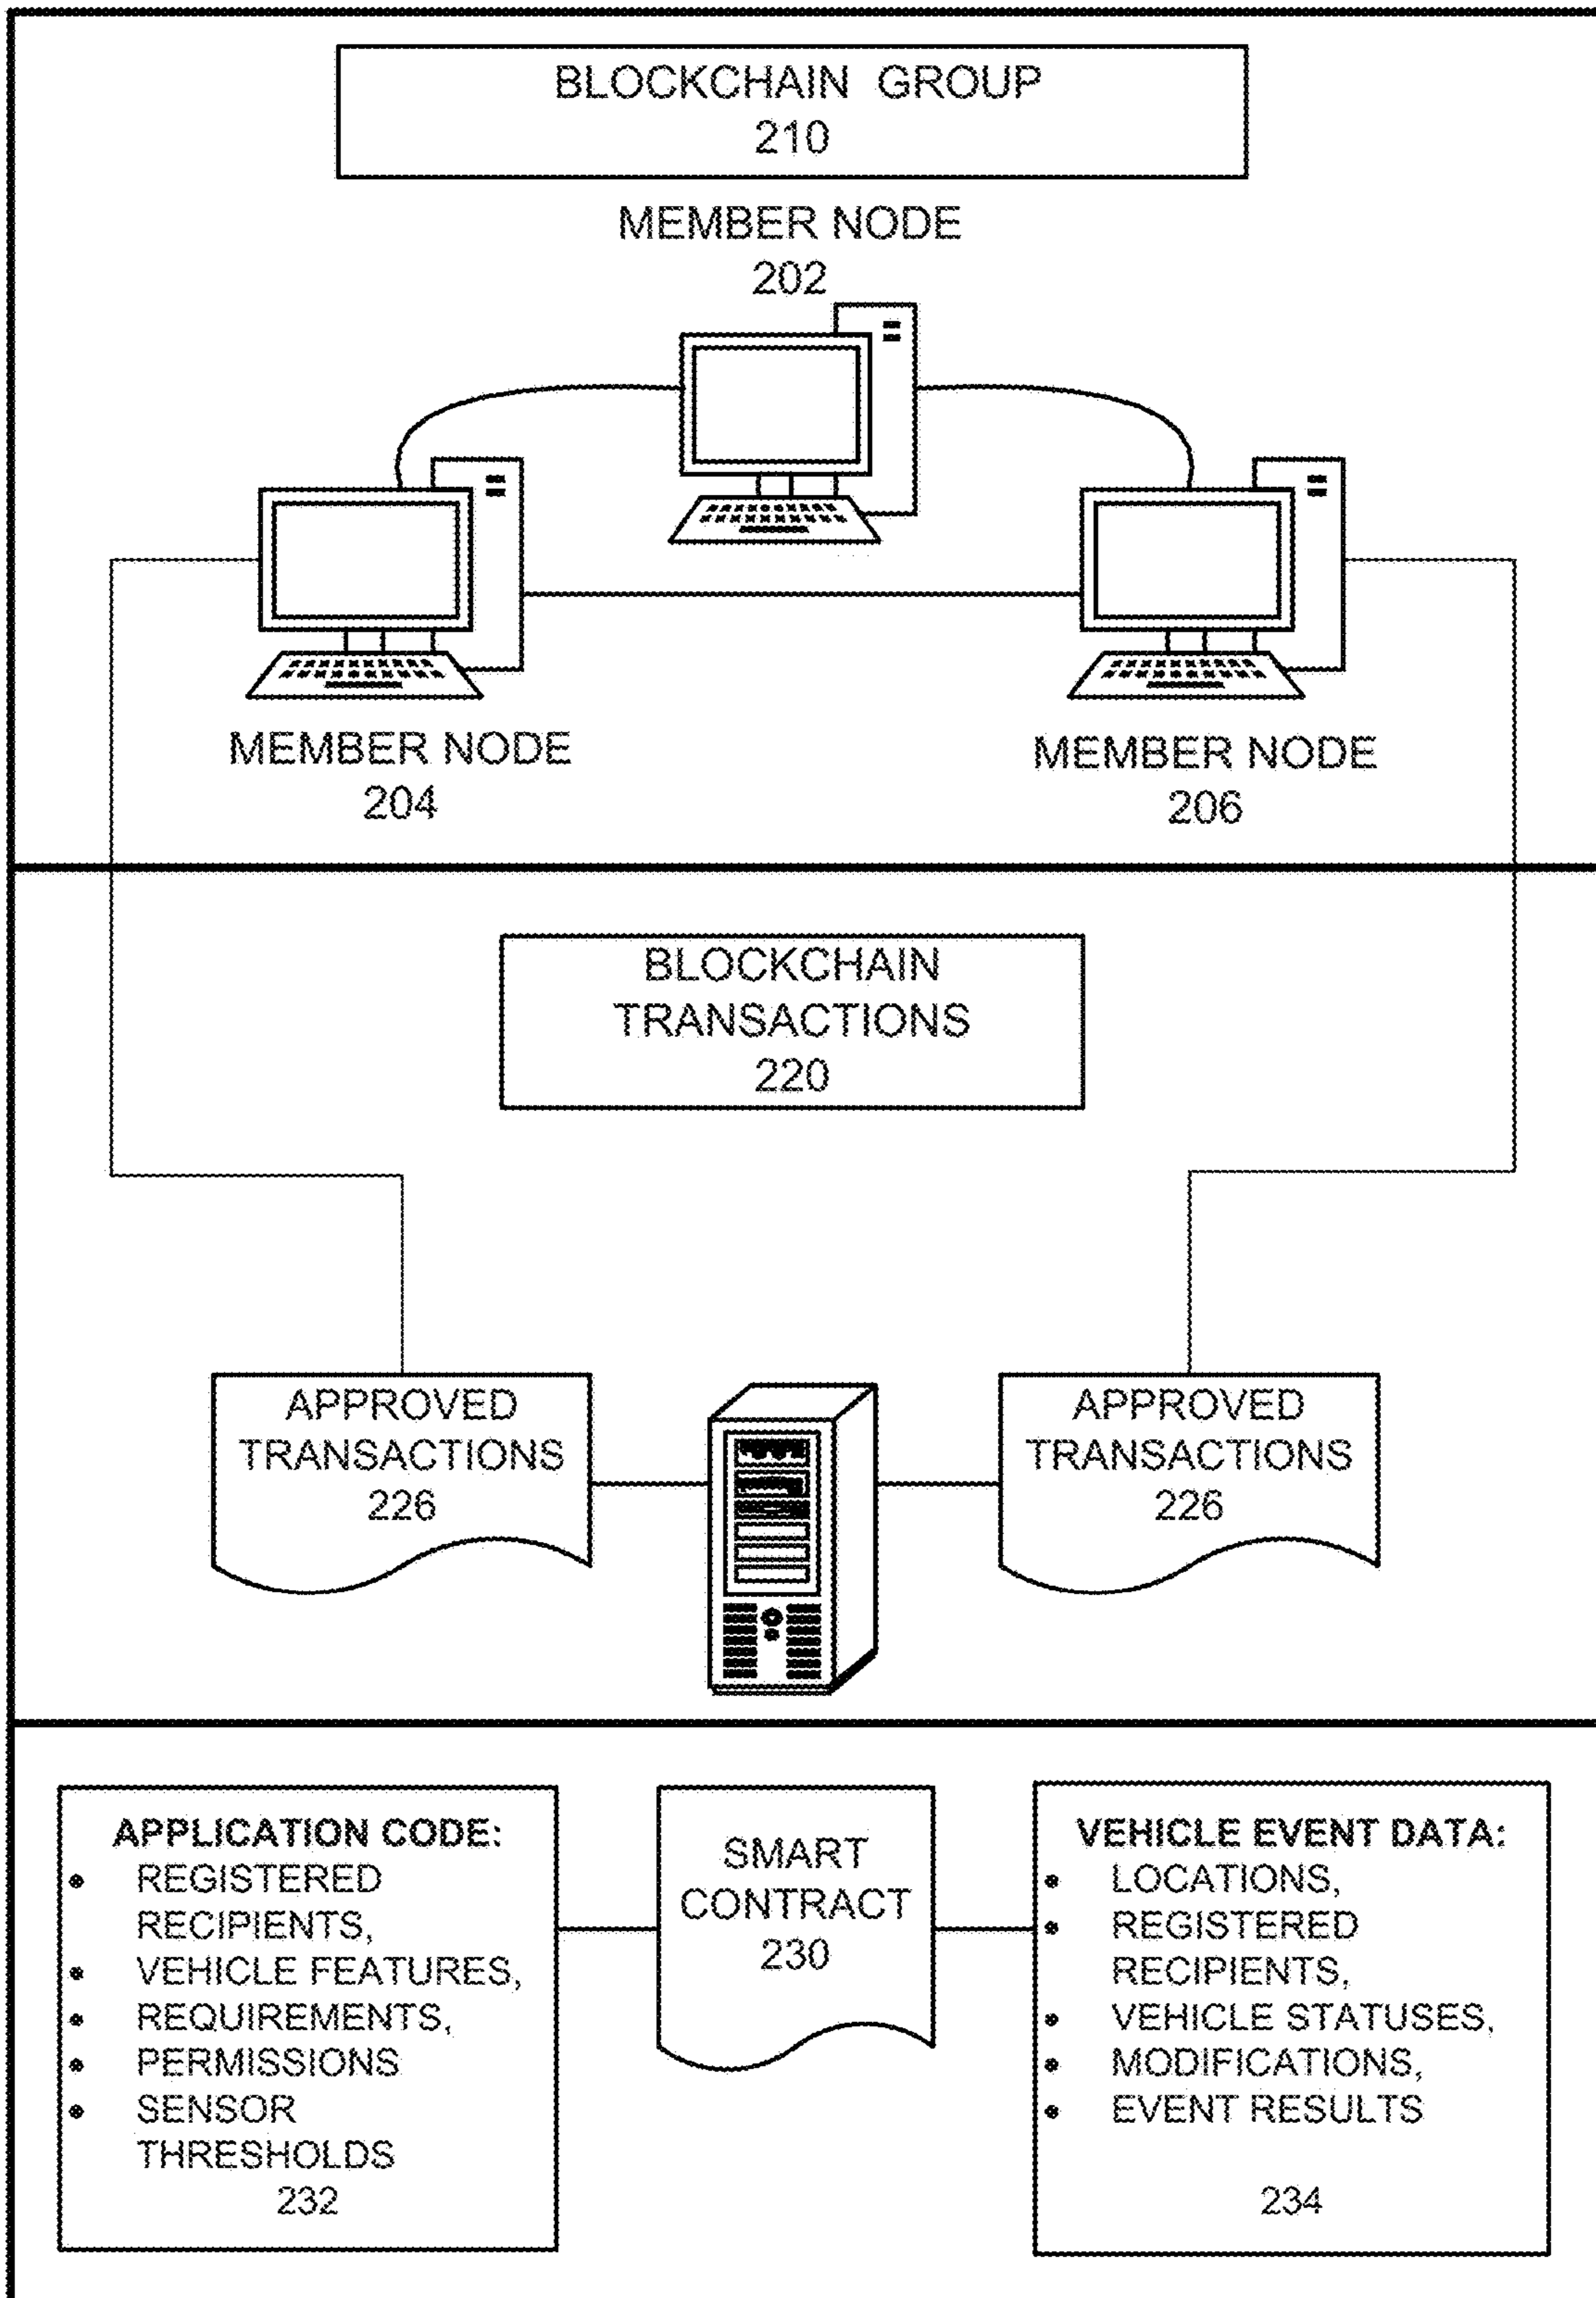 BLOCKCHAIN GROUP
210
MEMBER NODE
202
MEMBER NODE
204
MEMBER NODE
206
BLOCKCHAIN
TRANSACTIONS
220
APPROVED
TRANSACTIONS
226
APPROVED
TRANSACTIONS
226
APPLICATION CODE:
• REGISTERED
RECIPIENTS,
• VEHICLE FEATURES,
• REQUIREMENTS,
• PERMISSIONS
• SENSOR
THRESHOLDS
232
SMART
CONTRACT
230
VEHICLE EVENT DATA:
• LOCATIONS,
• REGISTERED
RECIPIENTS,
• VEHICLE STATUSES,
• MODIFICATIONS,
• EVENT RESULTS
234